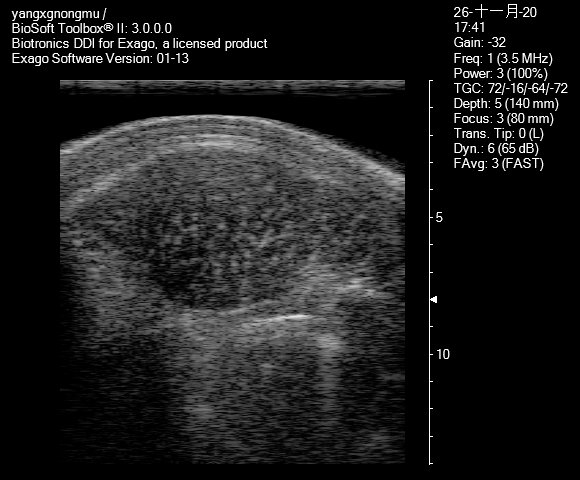 yangxgnongmu /
BioSoft Toolbox® II: 3.0.0.0
Biotronics DDI for Exago, a licensed product
Exago Software Version: 01-13
26-十一月-20
17:41
Gain: -32
Freq: 1 (3.5 MHz)
Power: 3 (100%)
TGC: 72/-16/-64/-72
Depth: 5 (140 mm)
Focus: 3 (80 mm)
Trans. Tip: 0 (L)
Dyn.: 6 (65 dB)
FAvg: 3 (FAST)
5
10